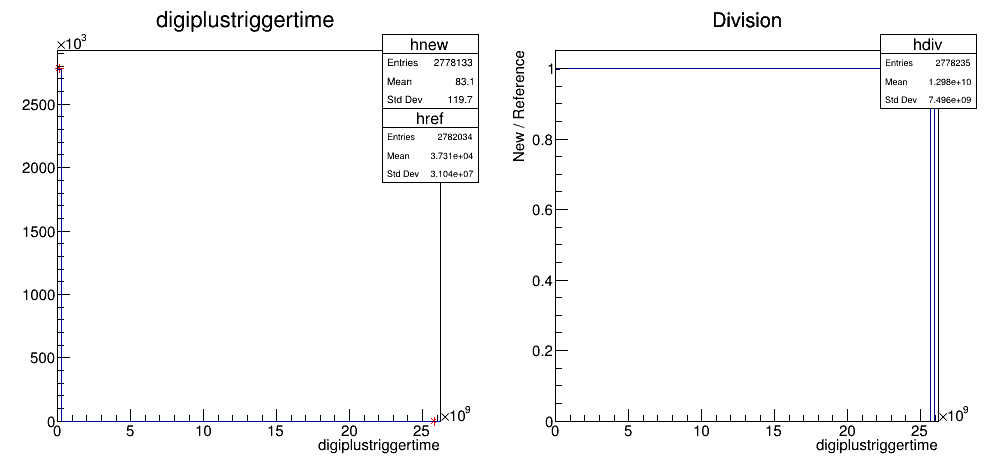 digiplustriggertime
×10³
hnew
Entries 2778133
Mean 83.1
Std Dev 119.7
href
Entries 2782034
Mean 3.731e+04
Std Dev 3.104e+07
2500
2000
1500
1000
500
0
0 5 10 15 20 25
×10⁹
digiplustriggertime
Division
hdiv
Entries 2778235
Mean 1.298e+10
Std Dev 7.496e+09
New / Reference
1
0.8
0.6
0.4
0.2
0
0 5 10 15 20 25
×10⁹
digiplustriggertime